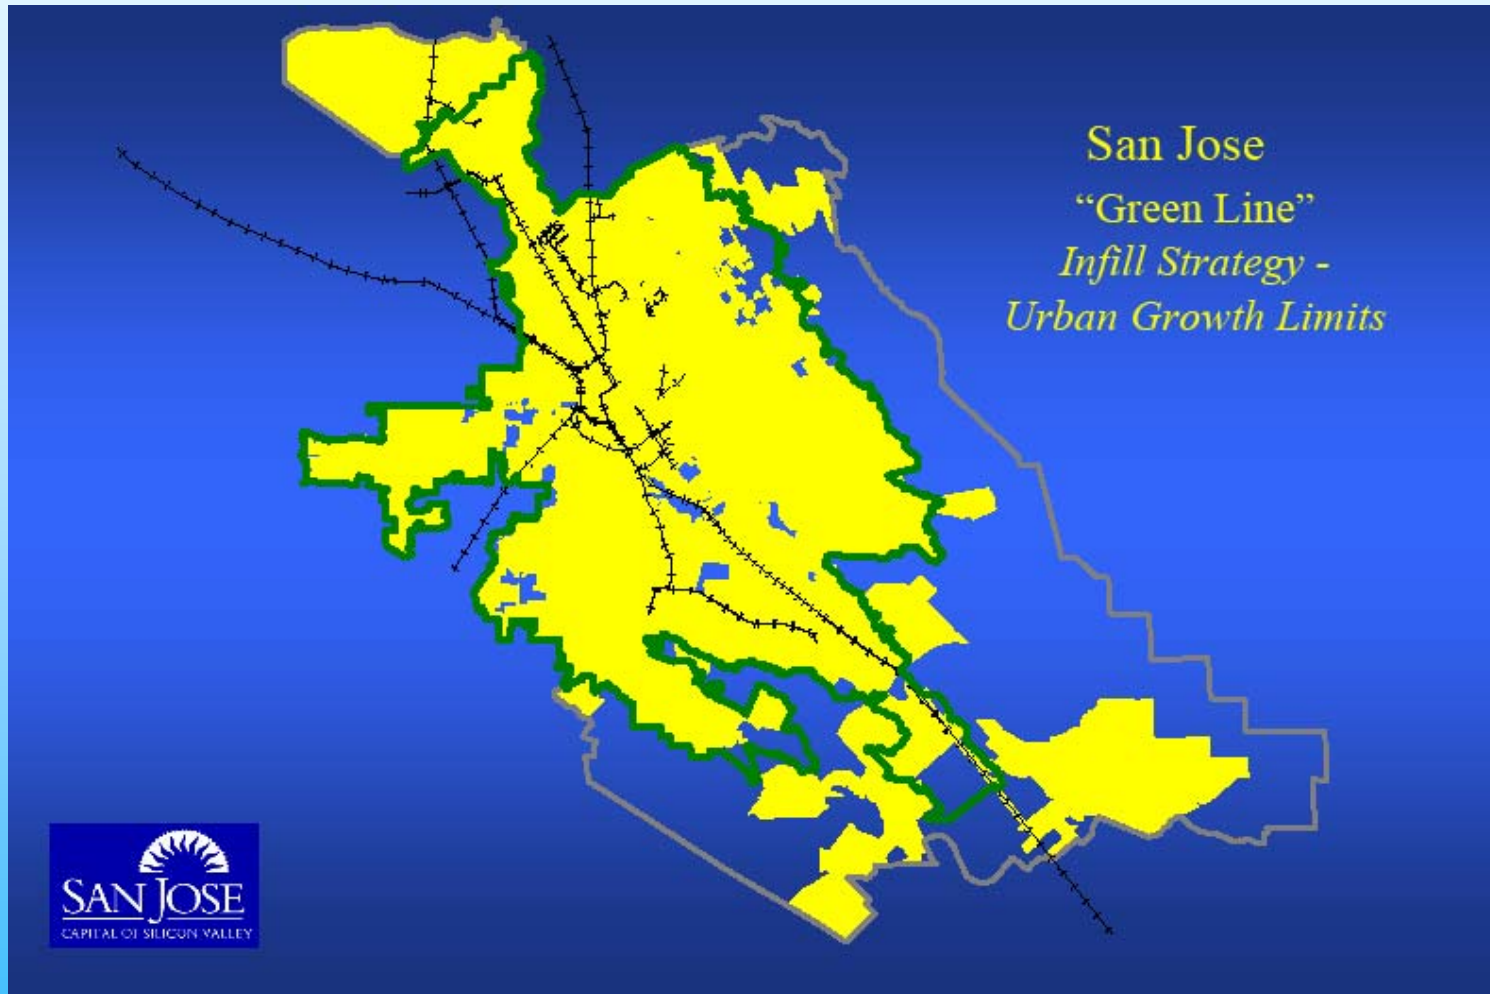 San Jose
“Green Line”
Infill Strategy -
Urban Growth Limits
SAN JOSE
CAPITAL OF SILICON VALLEY